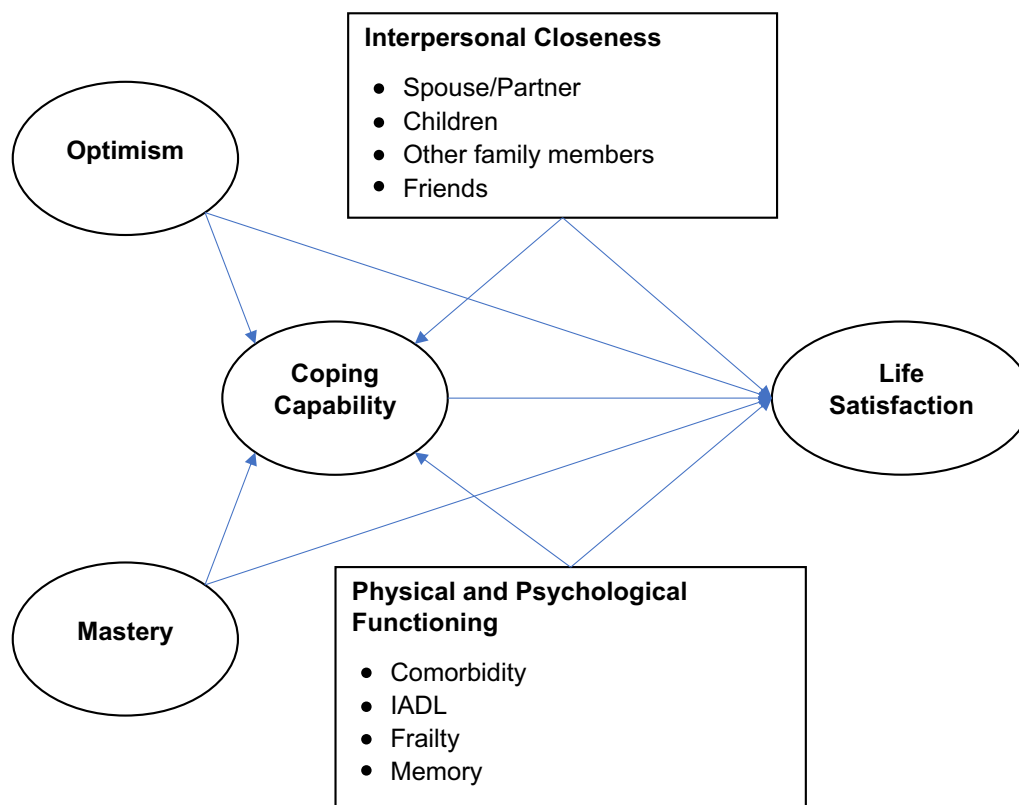 Interpersonal Closeness
● Spouse/Partner
● Children
● Other family members
● Friends
Optimism
Coping
Capability
Life
Satisfaction
Mastery
Physical and Psychological
Functioning
● Comorbidity
● IADL
● Frailty
● Memory